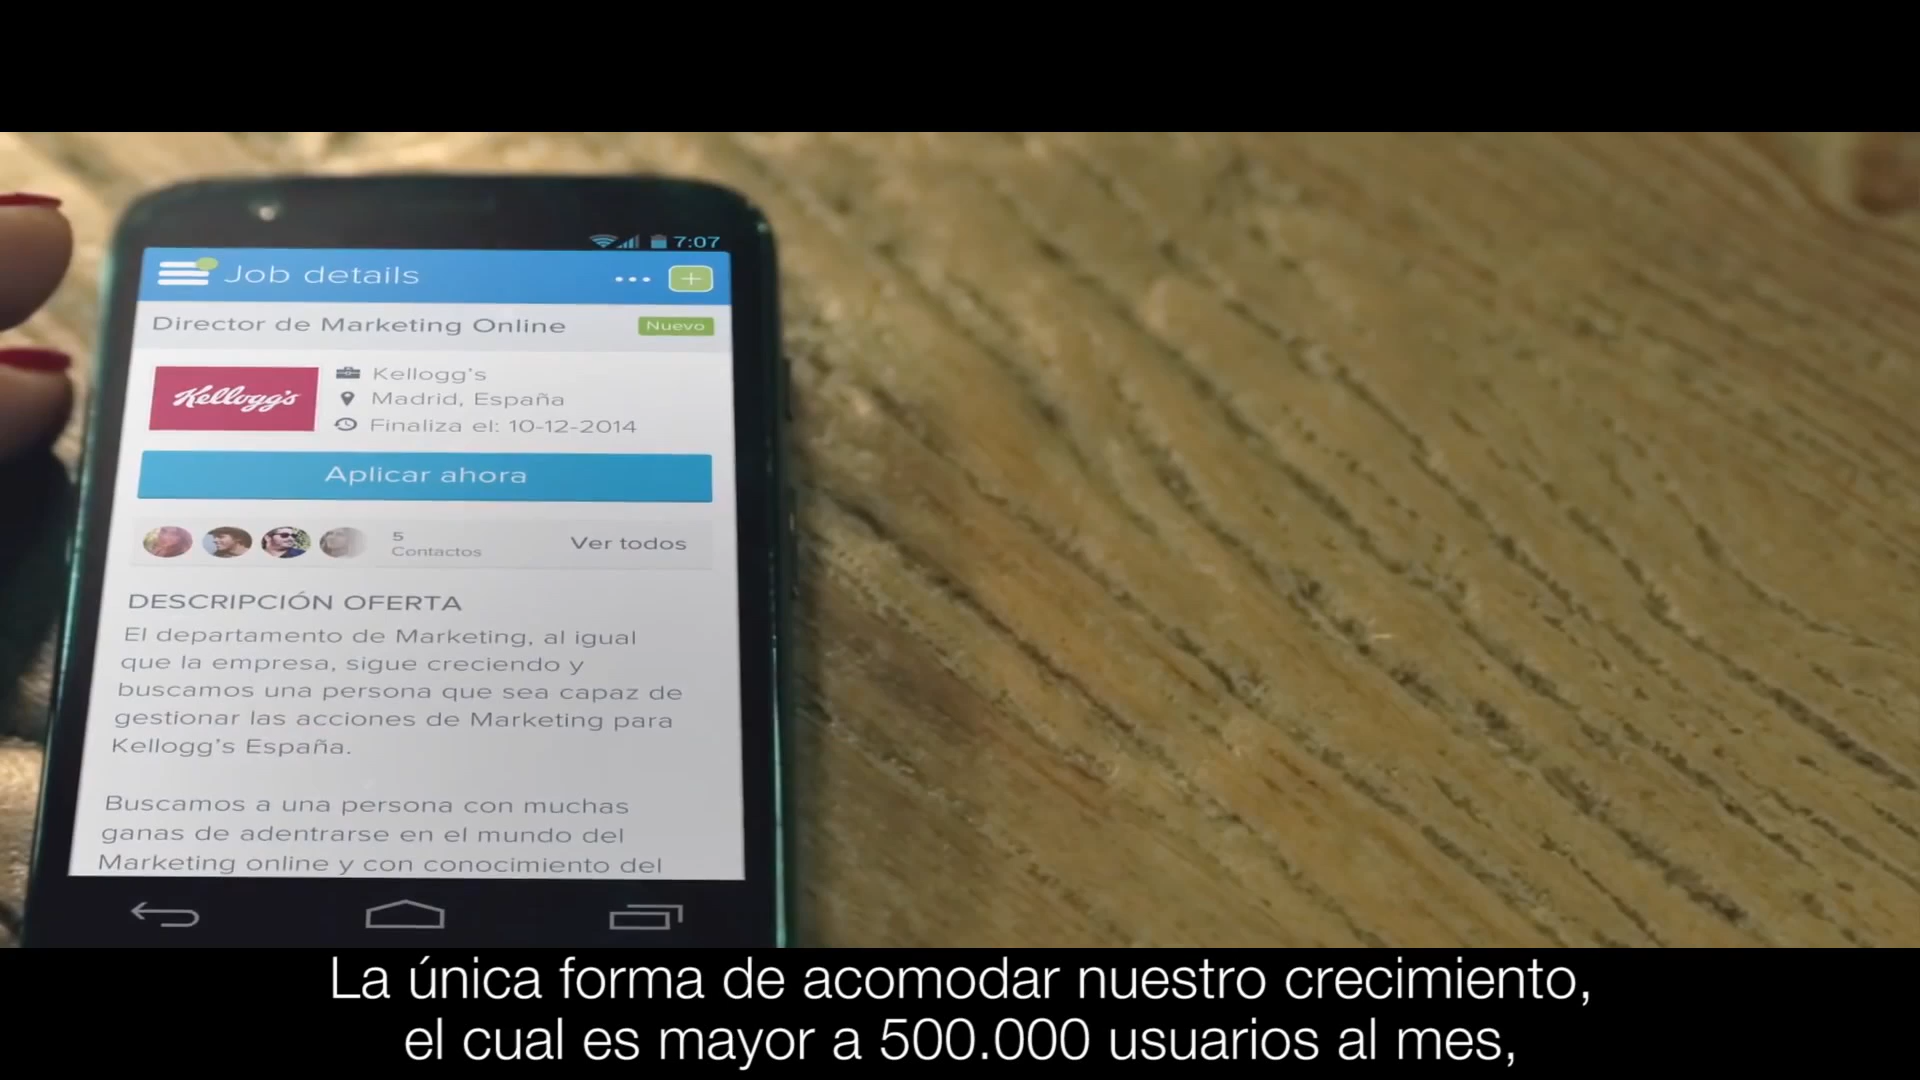 7:07
Job details
Director de Marketing Online
Nuevo
Kellogg's
Kellogg's
Madrid, España
Finaliza el: 10-12-2014
Aplicar ahora
5
Contactos
Ver todos
DESCRIPCIÓN OFERTA
El departamento de Marketing, al igual
que la empresa, sigue creciendo y
buscamos una persona que sea capaz de
gestionar las acciones de Marketing para
Kellogg's España.
Buscamos a una persona con muchas
ganas de adentrarse en el mundo del
Marketing online y con conocimiento del
La única forma de acomodar nuestro crecimiento,
el cual es mayor a 500.000 usuarios al mes,